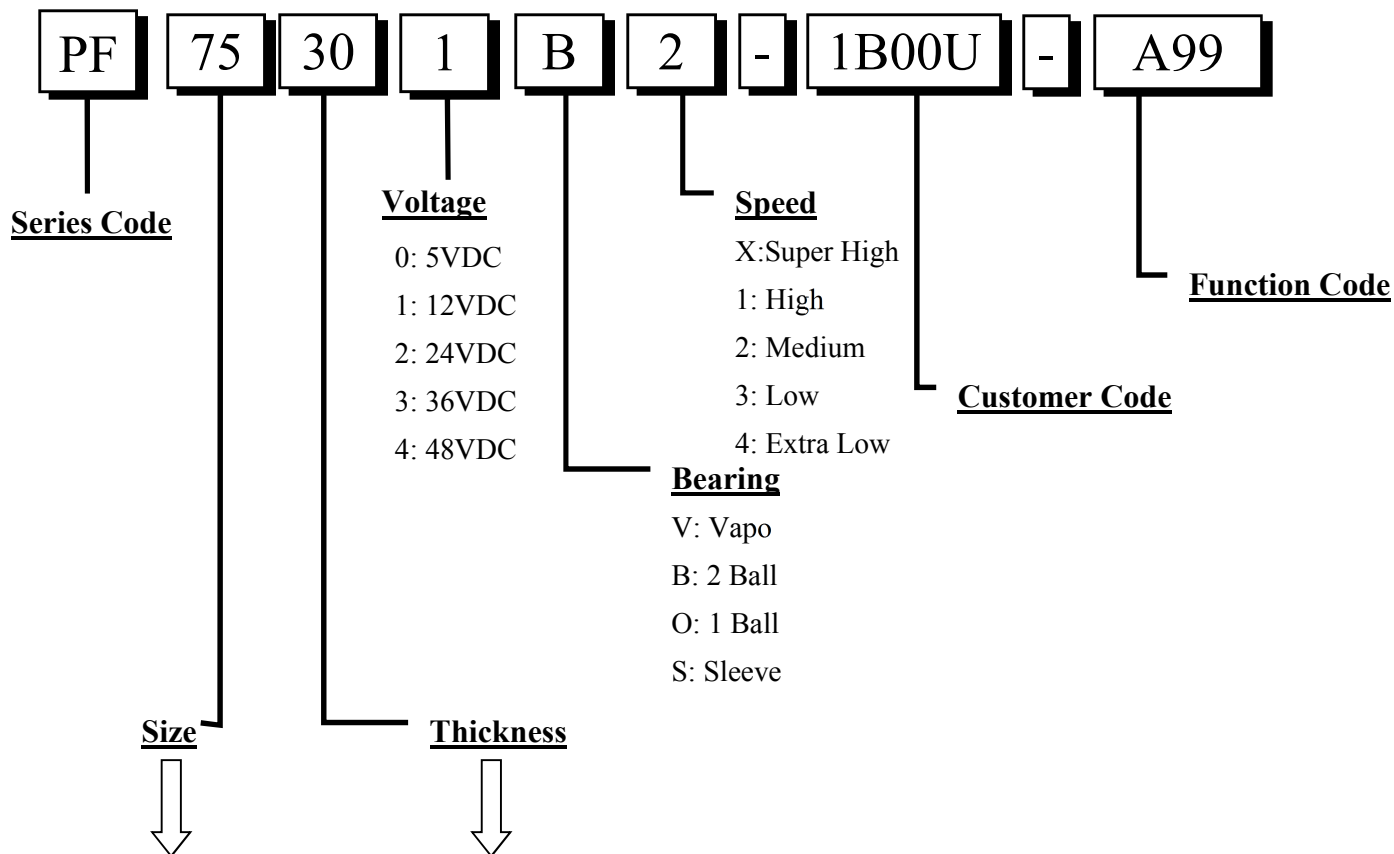 PF 75 30 1 B 2 - 1B00U - A99
Series Code
Voltage
0: 5VDC
1: 12VDC
2: 24VDC
3: 36VDC
4: 48VDC
Speed
X:Super High
1: High
2: Medium
3: Low
4: Extra Low
Function Code
Customer Code
Bearing
V: Vapo
B: 2 Ball
O: 1 Ball
S: Sleeve
Size
Thickness